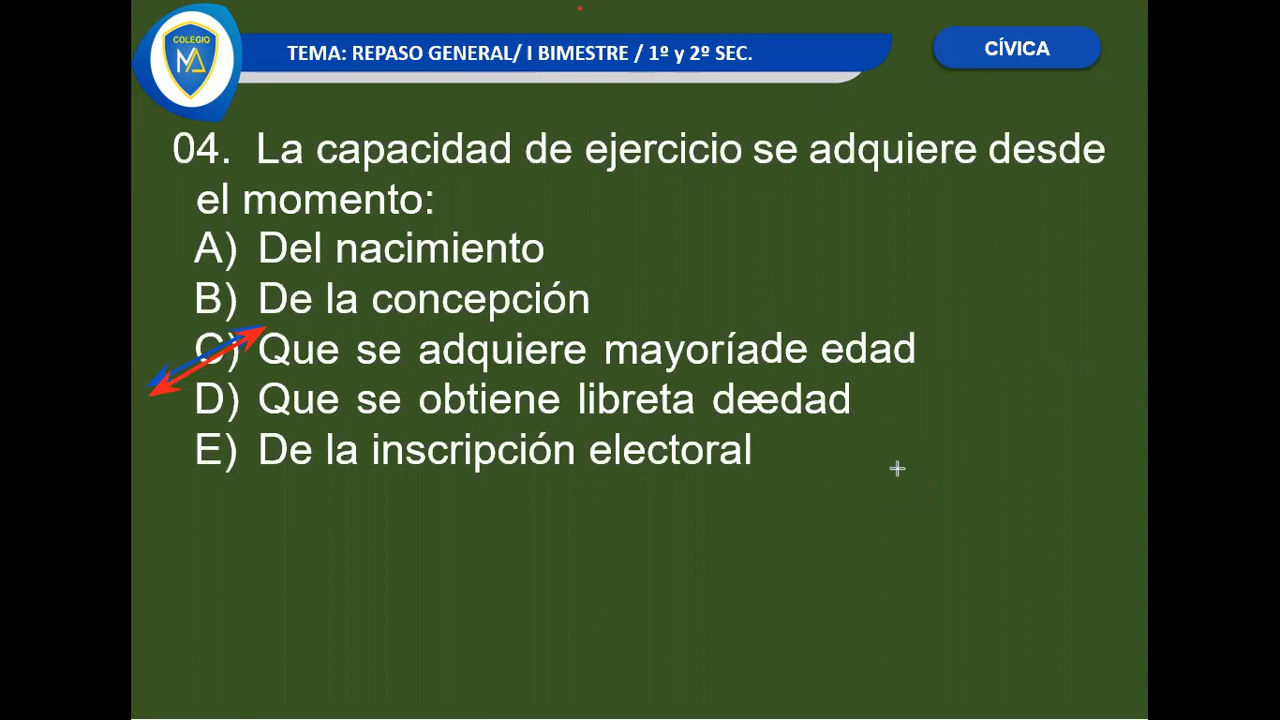 COLEGIO
MA
TEMA: REPASO GENERAL/ I BIMESTRE / 1º y 2º SEC.
CÍVICA
04. La capacidad de ejercicio se adquiere desde
el momento:
A) Del nacimiento
B) De la concepción
C) Que se adquiere mayoríade edad
D) Que se obtiene libreta deedad
E) De la inscripción electoral